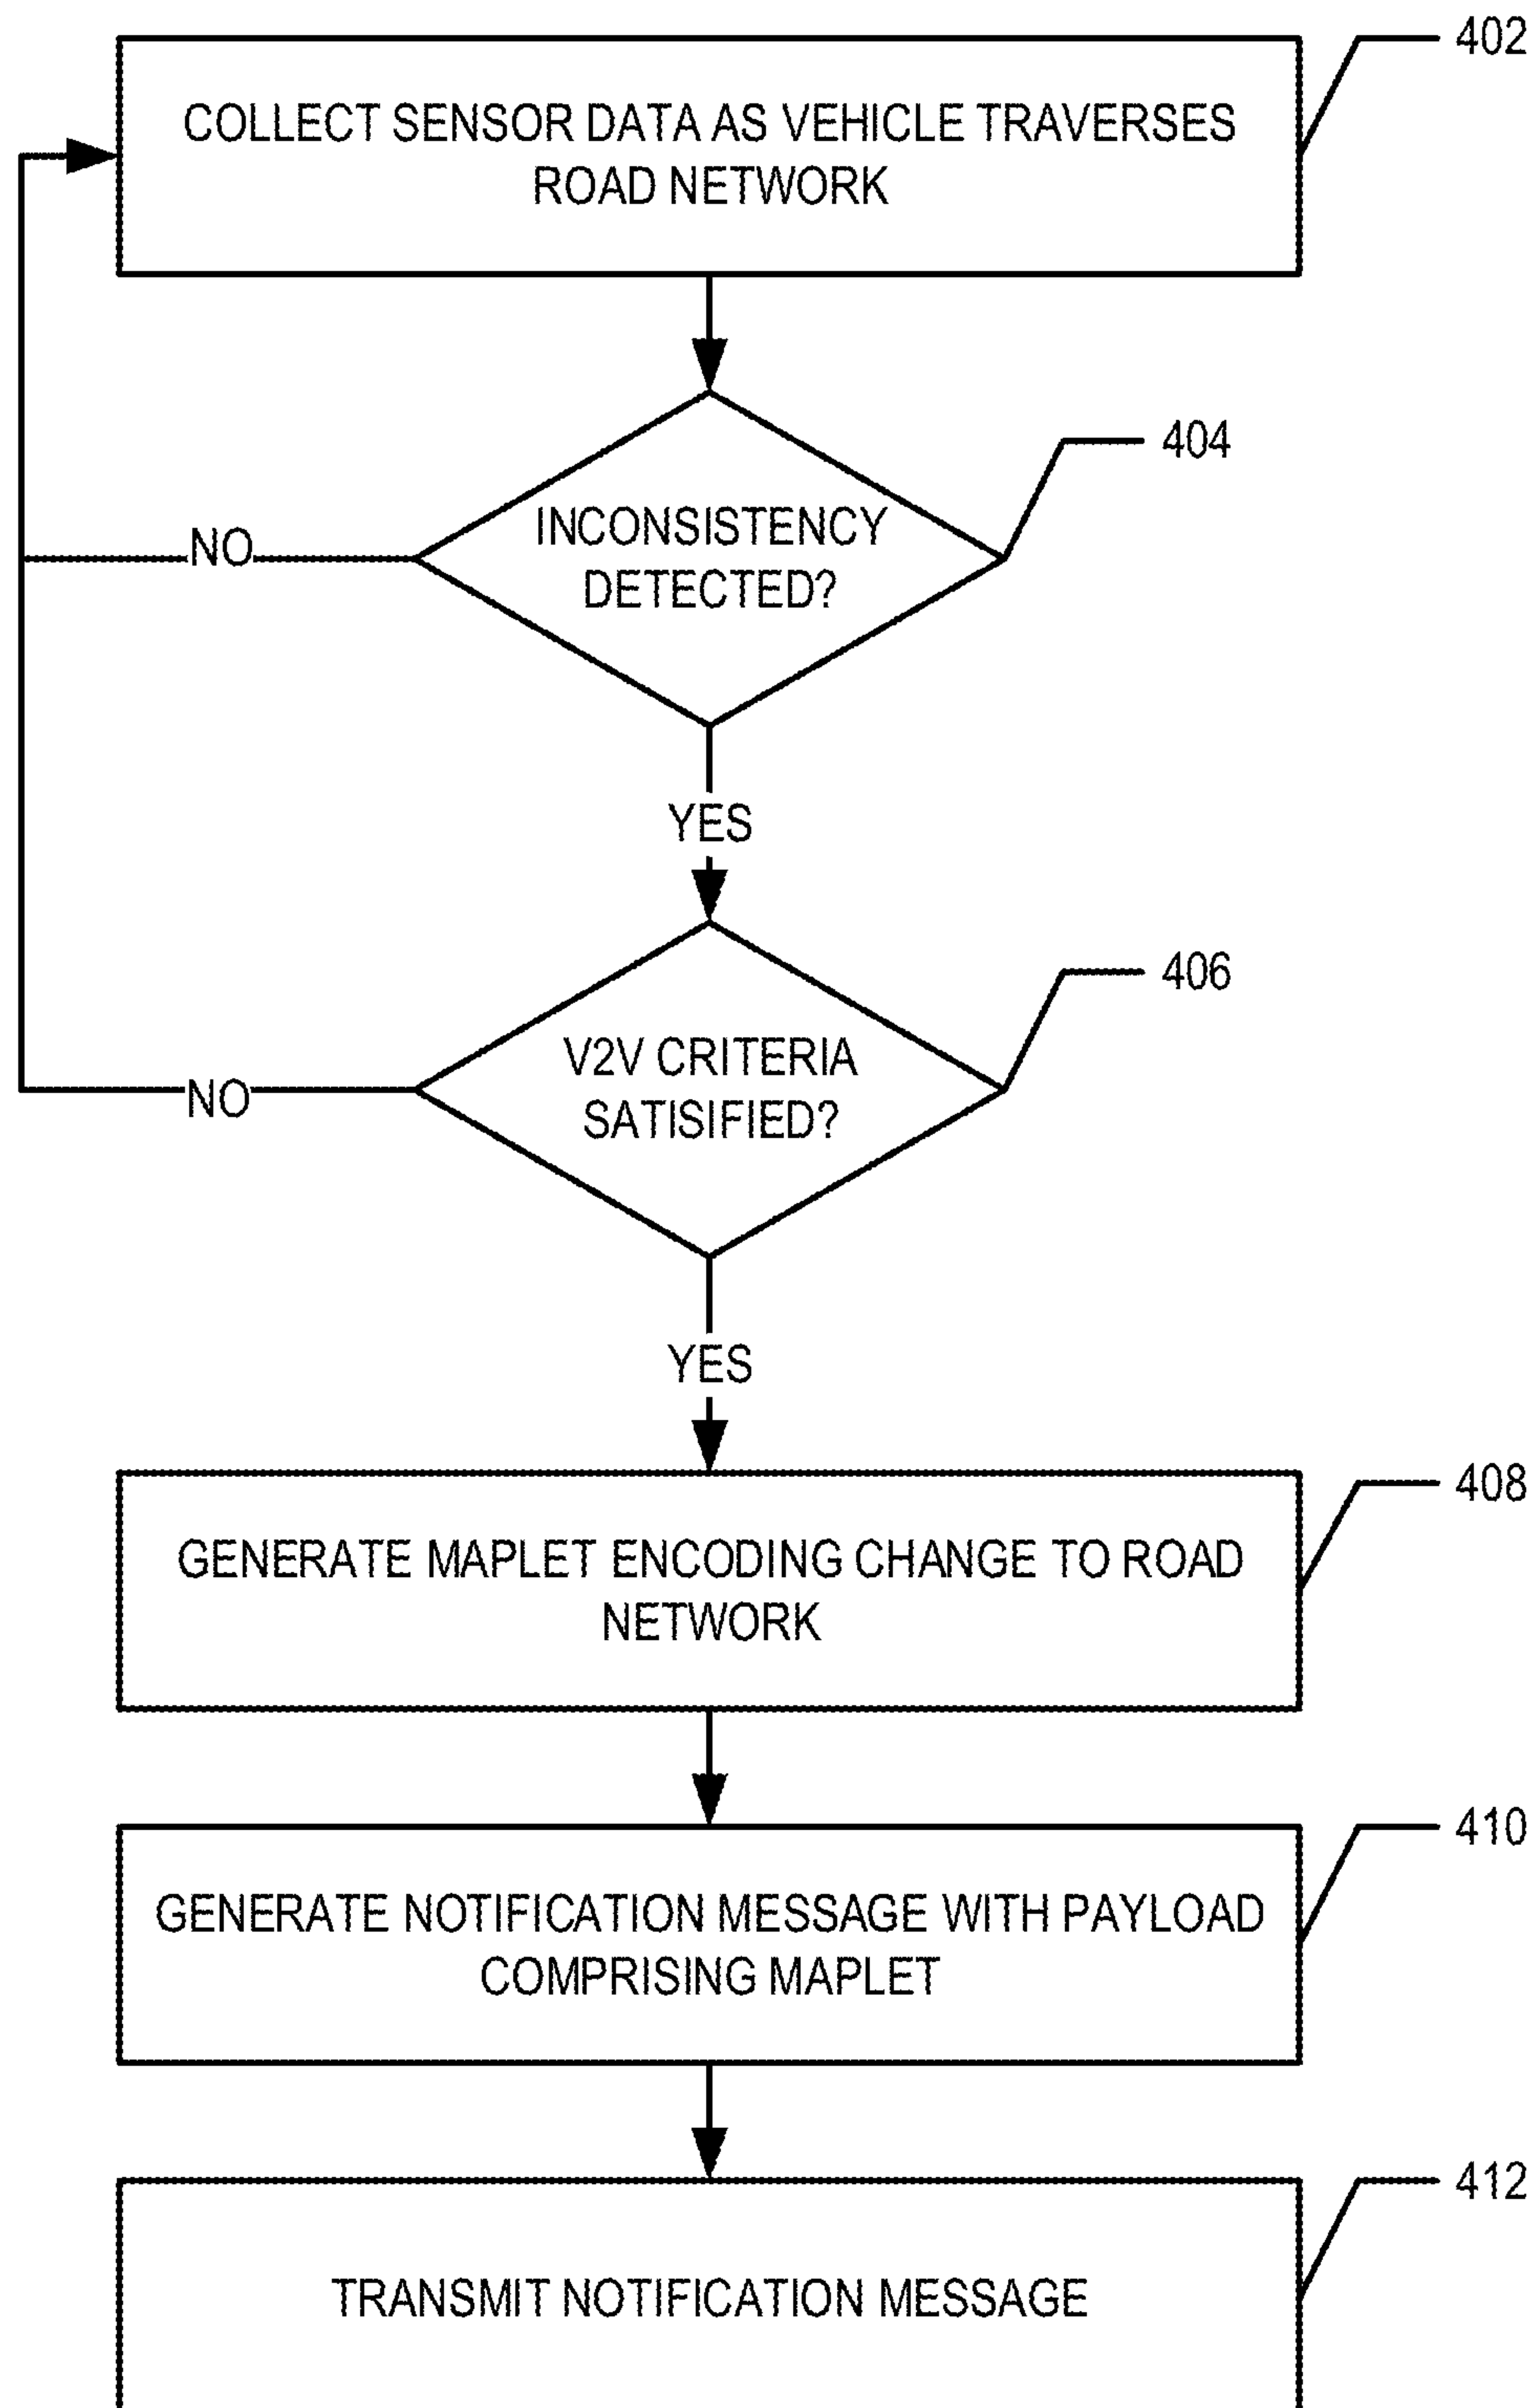 402
COLLECT SENSOR DATA AS VEHICLE TRAVERSES
ROAD NETWORK
404
INCONSISTENCY
DETECTED?
NO
YES
406
V2V CRITERIA
SATISIFIED?
NO
YES
408
GENERATE MAPLET ENCODING CHANGE TO ROAD
NETWORK
410
GENERATE NOTIFICATION MESSAGE WITH PAYLOAD
COMPRISING MAPLET
412
TRANSMIT NOTIFICATION MESSAGE